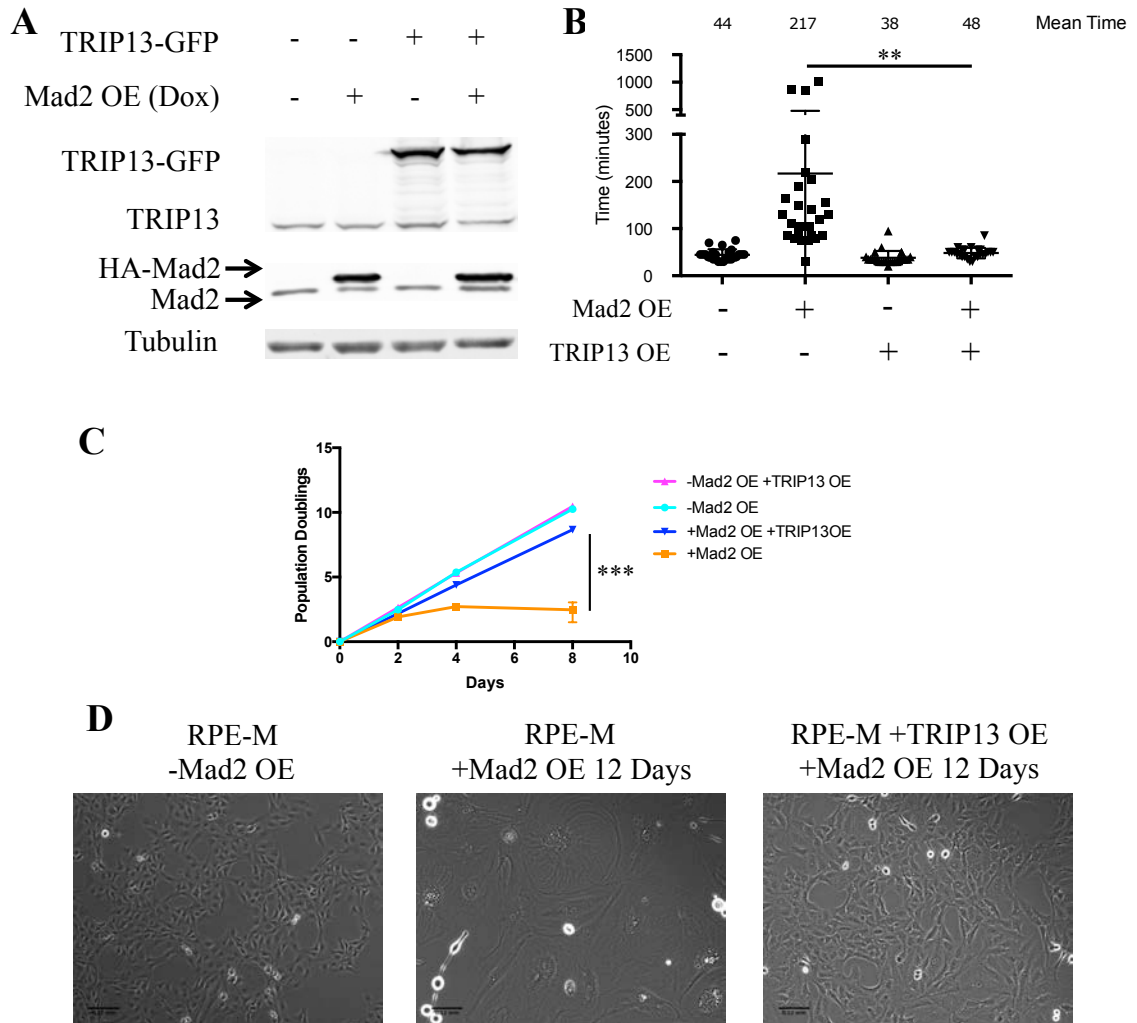 A
TRIP13-GFP - - + +
Mad2 OE (Dox) - + - +
TRIP13-GFP
TRIP13
HA-Mad2
Mad2
Tubulin
B
44 217 38 48 Mean Time
**
Time (minutes)
1500
1000
500
300
200
100
0
Mad2 OE - + - +
TRIP13 OE - - + +
C
Population Doublings
15
10
5
0
0 2 4 6 8 10
Days
***
-Mad2 OE +TRIP13 OE
-Mad2 OE
+Mad2 OE +TRIP13OE
+Mad2 OE
D
RPE-M
-Mad2 OE
RPE-M
+Mad2 OE 12 Days
RPE-M +TRIP13 OE
+Mad2 OE 12 Days